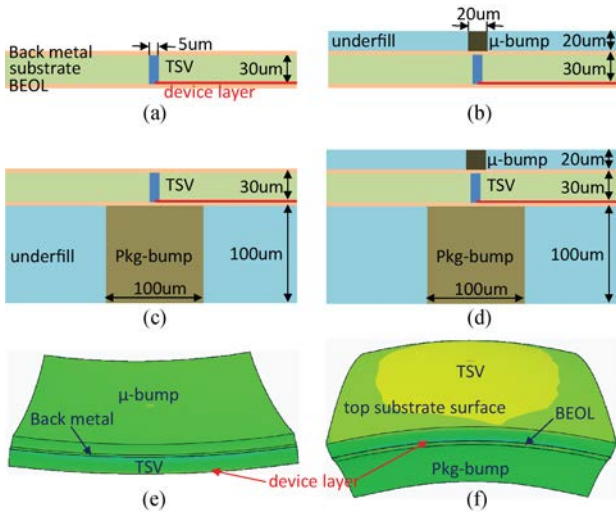 5um
Back metal
substrate
BEOL
TSV
30um
device layer
(a)
20um
underfill
μ-bump
20um
30um
(b)
TSV
30um
underfill
Pkg-bump
100um
100um
(c)
μ-bump
20um
TSV
30um
Pkg-bump
100um
100um
(d)
μ-bump
Back metal
TSV
device layer
(e)
TSV
top substrate surface
BEOL
Pkg-bump
(f)